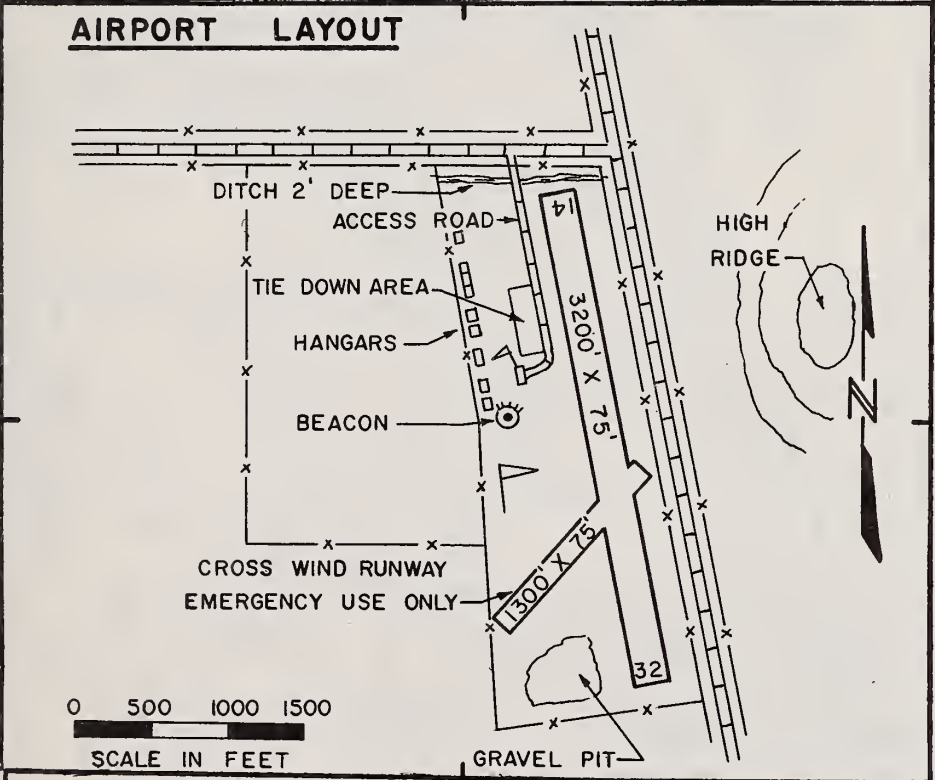 AIRPORT LAYOUT
DITCH 2' DEEP
ACCESS ROAD
14
HIGH
RIDGE
TIE DOWN AREA
3200' X 75'
HANGARS
N
BEACON
CROSS WIND RUNWAY
EMERGENCY USE ONLY
1300' X 75'
32
0 500 1000 1500
SCALE IN FEET
GRAVEL PIT